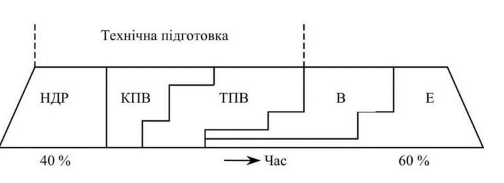 Технічна підготовка
НДР КПВ ТПВ В Е
40 % Час 60 %